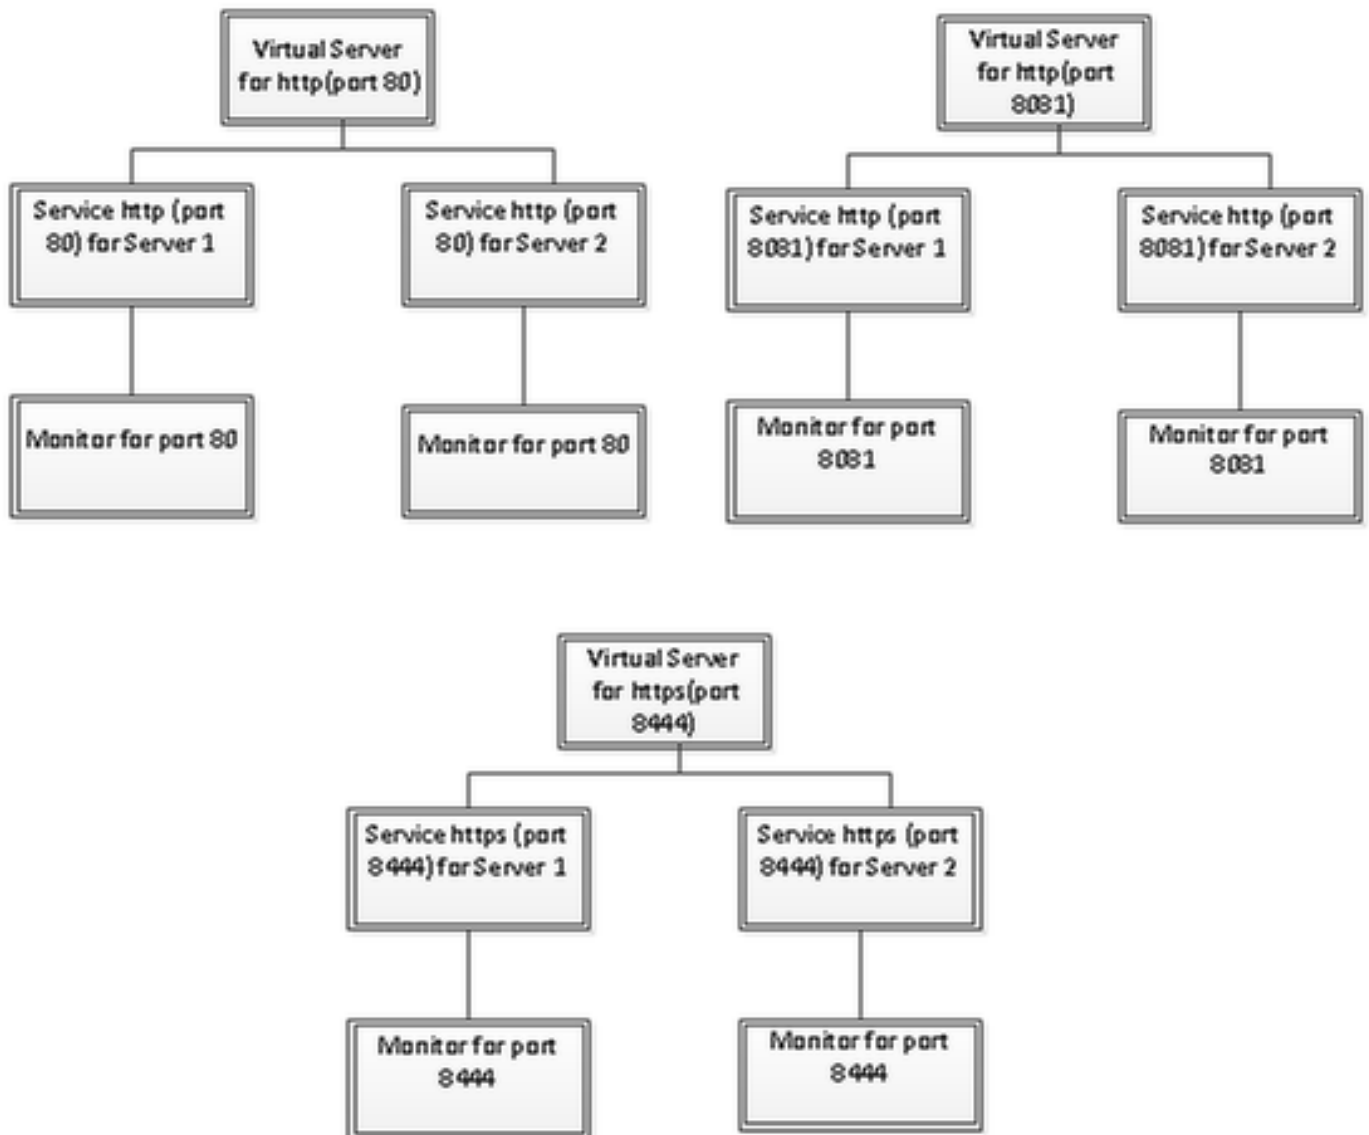 Virtual Server
for http(port 80)
Service http (port
80) for Server 1
Service http (port
80) for Server 2
Monitor for port 80
Monitor for port 80
Virtual Server
for http(port
8081)
Service http (port
8081) for Server 1
Service http (port
8081) for Server 2
Monitor for port
8081
Monitor for port
8081
Virtual Server
for https(port
8444)
Service https (port
8444) for Server 1
Service https (port
8444) for Server 2
Monitor for port
8444
Monitor for port
8444